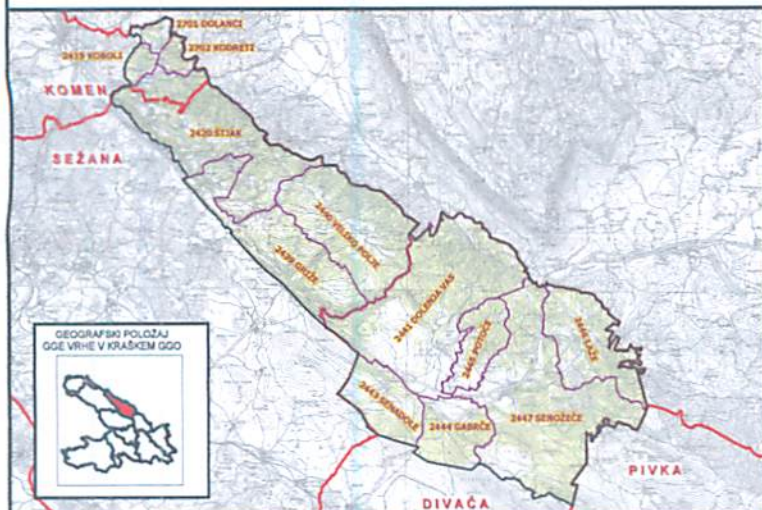 2701 DOLANCI
2702 KODRETI
2419 KOBOLI
KOMEN
2420 ŠTJAK
SEŽANA
2440 VELIKO POLJE
2439 GRIŽE
2441 DOLENJA VAS
2445 POTOČE
2446 LAŽE
2443 SENADOLE
2444 GABRČE
2447 SENOŽEČE
PIVKA
DIVAČA
GEOGRAFSKI POLOŽAJ
GGE VRHE V KRAŠKEM GGO